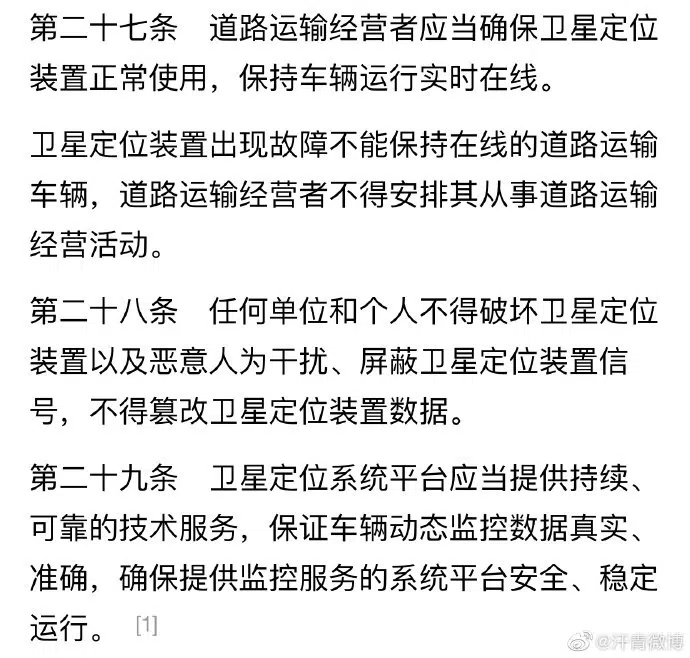 第二十七条　道路运输经营者应当确保卫星定位
装置正常使用，保持车辆运行实时在线。
卫星定位装置出现故障不能保持在线的道路运输
车辆，道路运输经营者不得安排其从事道路运输
经营活动。
第二十八条　任何单位和个人不得破坏卫星定位
装置以及恶意人为干扰、屏蔽卫星定位装置信
号，不得篡改卫星定位装置数据。
第二十九条　卫星定位系统平台应当提供持续、
可靠的技术服务，保证车辆动态监控数据真实、
准确，确保提供监控服务的系统平台安全、稳定
运行。 [1]
@汗青微博